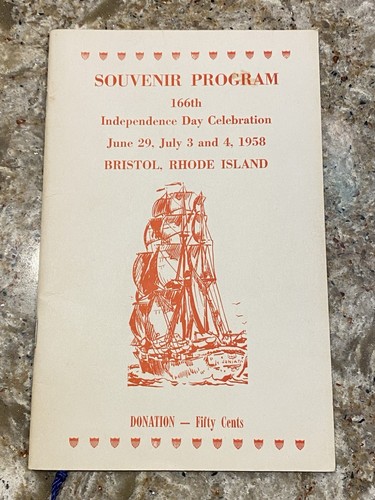 SOUVENIR PROGRAM
166th
Independence Day Celebration
June 29, July 3 and 4, 1958
BRISTOL, RHODE ISLAND
DONATION — Fifty Cents